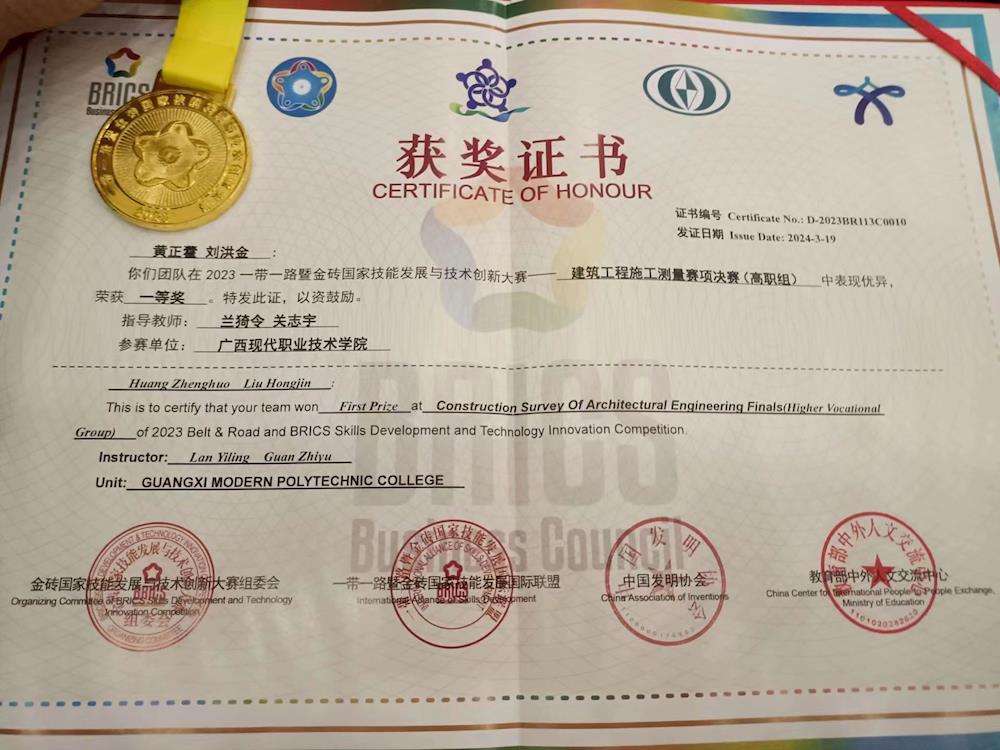 BRICS
获奖证书
CERTIFICATE OF HONOUR
证书编号 Certificate No.: D-2023BR113C0010
发证日期 Issue Date: 2024-3-19
黄正藿 刘洪金 :
你们团队在 2023 一带一路暨金砖国家技能发展与技术创新大赛—— 建筑工程施工测量赛项决赛(高职组) 中表现优异，
荣获 一等奖 。特发此证，以资鼓励。
指导教师： 兰猗令 关志宇
参赛单位： 广西现代职业技术学院
Huang Zhenghuo Liu Hongjin :
This is to certify that your team won First Prize at Construction Survey Of Architectural Engineering Finals(Higher Vocational
Group) of 2023 Belt & Road and BRICS Skills Development and Technology Innovation Competition.
Instructor: Lan Yiling Guan Zhiyu
Unit: GUANGXI MODERN POLYTECHNIC COLLEGE
BRICS
Business Council
金砖国家技能发展与技术创新大赛组委会
Organizing Committee of BRICS Skills Development and Technology
Innovation Competition
组委会
一带一路暨金砖国家技能发展国际联盟
International Alliance of Skills Development
中国发明协会
China Association of Inventions
教育部中外人文交流中心
China Center for International People to People Exchange,
Ministry of Education